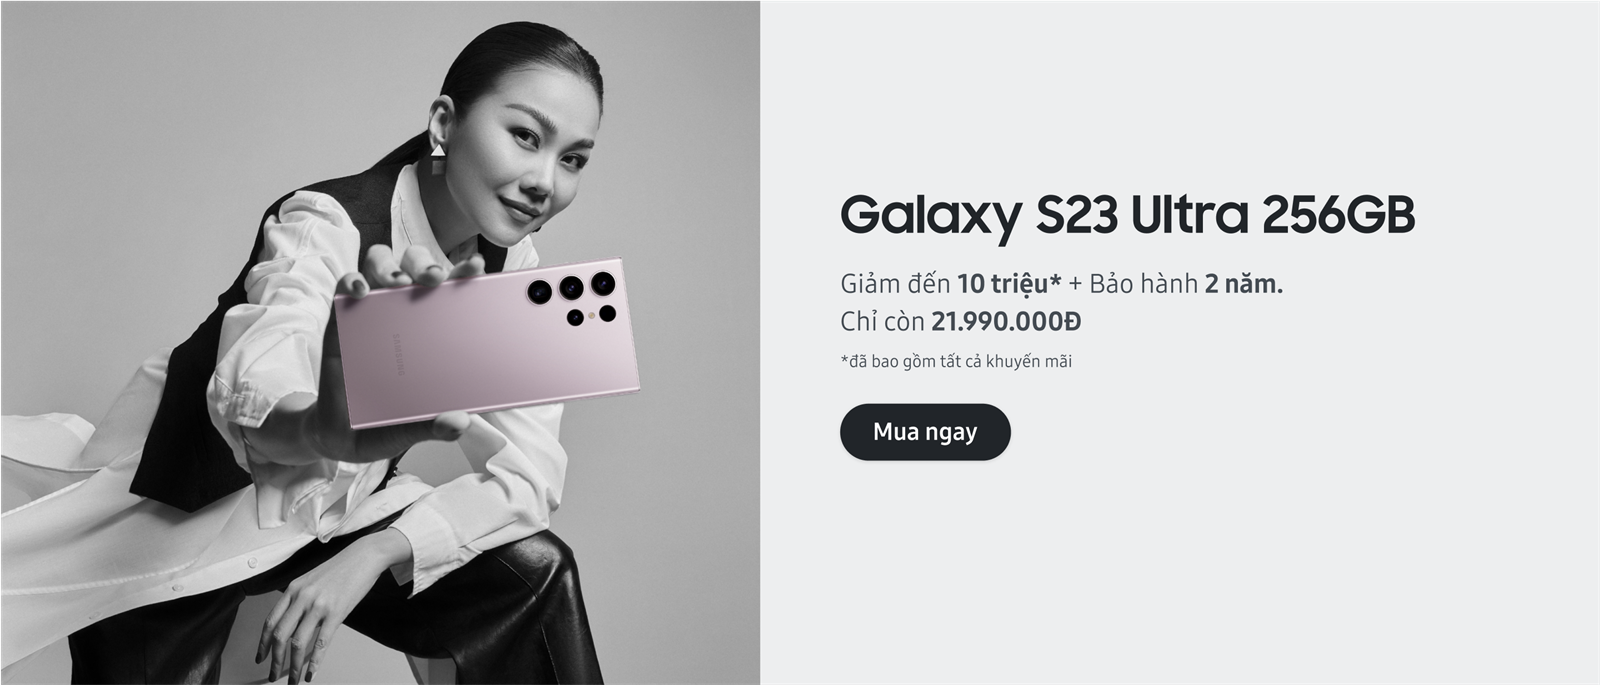 Galaxy S23 Ultra 256GB
Giảm đến 10 triệu* + Bảo hành 2 năm.
Chỉ còn 21.990.000Đ
*đã bao gồm tất cả khuyến mãi
Mua ngay
SAMSUNG